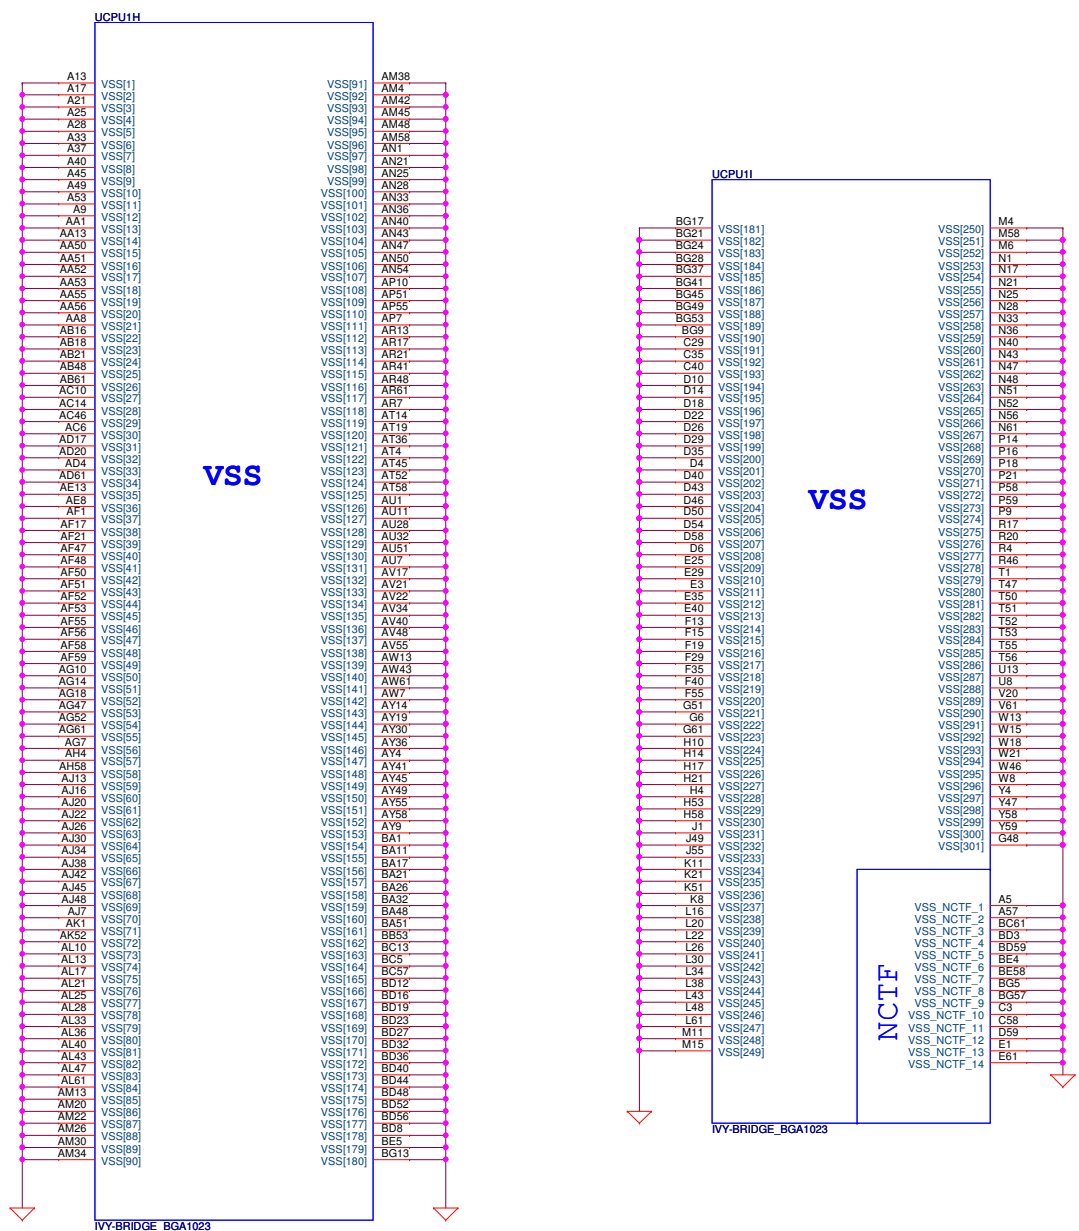 UCPU1H
A13 VSS[1] VSS[91] AM38
A17 VSS[2] VSS[92] AM4
A21 VSS[3] VSS[93] AM42
A25 VSS[4] VSS[94] AM45
A28 VSS[5] VSS[95] AM48
A33 VSS[6] VSS[96] AM58
A37 VSS[7] VSS[97] AN1
A40 VSS[8] VSS[98] AN21
A45 VSS[9] VSS[99] AN25
A49 VSS[10] VSS[100] AN28
A53 VSS[11] VSS[101] AN33
A9 VSS[12] VSS[102] AN36
AA1 VSS[13] VSS[103] AN40
AA13 VSS[14] VSS[104] AN43
AA50 VSS[15] VSS[105] AN47
AA51 VSS[16] VSS[106] AN50
AA52 VSS[17] VSS[107] AN54
AA53 VSS[18] VSS[108] AP10
AA55 VSS[19] VSS[109] AP51
AA56 VSS[20] VSS[110] AP55
AA8 VSS[21] VSS[111] AP7
AB16 VSS[22] VSS[112] AR13
AB18 VSS[23] VSS[113] AR17
AB21 VSS[24] VSS[114] AR21
AB48 VSS[25] VSS[115] AR41
AB61 VSS[26] VSS[116] AR48
AC10 VSS[27] VSS[117] AR61
AC14 VSS[28] VSS[118] AR7
AC46 VSS[29] VSS[119] AT14
AC6 VSS[30] VSS[120] AT19
AD17 VSS[31] VSS[121] AT36
AD20 VSS[32] VSS[122] AT4
AD4 VSS[33] VSS[123] AT45
AD61 VSS[34] VSS[124] AT52
AE13 VSS[35] VSS[125] AT58
AE8 VSS[36] VSS[126] AU1
AF1 VSS[37] VSS[127] AU11
AF17 VSS[38] VSS[128] AU28
AF21 VSS[39] VSS[129] AU32
AF47 VSS[40] VSS[130] AU51
AF48 VSS[41] VSS[131] AU7
AF50 VSS[42] VSS[132] AV17
AF51 VSS[43] VSS[133] AV21
AF52 VSS[44] VSS[134] AV22
AF53 VSS[45] VSS[135] AV34
AF55 VSS[46] VSS[136] AV40
AF56 VSS[47] VSS[137] AV48
AF58 VSS[48] VSS[138] AV55
AF59 VSS[49] VSS[139] AW13
AG10 VSS[50] VSS[140] AW43
AG14 VSS[51] VSS[141] AW61
AG18 VSS[52] VSS[142] AW7
AG47 VSS[53] VSS[143] AY14
AG52 VSS[54] VSS[144] AY19
AG61 VSS[55] VSS[145] AY30
AG7 VSS[56] VSS[146] AY36
AH4 VSS[57] VSS[147] AY4
AH58 VSS[58] VSS[148] AY41
AJ13 VSS[59] VSS[149] AY45
AJ16 VSS[60] VSS[150] AY49
AJ20 VSS[61] VSS[151] AY55
AJ22 VSS[62] VSS[152] AY58
AJ26 VSS[63] VSS[153] AY9
AJ30 VSS[64] VSS[154] BA1
AJ34 VSS[65] VSS[155] BA11
AJ38 VSS[66] VSS[156] BA17
AJ42 VSS[67] VSS[157] BA21
AJ45 VSS[68] VSS[158] BA26
AJ48 VSS[69] VSS[159] BA32
AJ7 VSS[70] VSS[160] BA48
AK1 VSS[71] VSS[161] BA51
AK52 VSS[72] VSS[162] BB53
AL10 VSS[73] VSS[163] BC13
AL13 VSS[74] VSS[164] BC5
AL17 VSS[75] VSS[165] BC57
AL21 VSS[76] VSS[166] BD12
AL25 VSS[77] VSS[167] BD16
AL28 VSS[78] VSS[168] BD19
AL33 VSS[79] VSS[169] BD23
AL36 VSS[80] VSS[170] BD27
AL40 VSS[81] VSS[171] BD32
AL43 VSS[82] VSS[172] BD36
AL47 VSS[83] VSS[173] BD40
AL61 VSS[84] VSS[174] BD44
AM13 VSS[85] VSS[175] BD48
AM20 VSS[86] VSS[176] BD52
AM22 VSS[87] VSS[177] BD56
AM26 VSS[88] VSS[178] BD8
AM30 VSS[89] VSS[179] BE5
AM34 VSS[90] VSS[180] BG13
VSS
IVY-BRIDGE_BGA1023
UCPU1I
BG17 VSS[181] VSS[250] M4
BG21 VSS[182] VSS[251] M58
BG24 VSS[183] VSS[252] M6
BG28 VSS[184] VSS[253] N1
BG37 VSS[185] VSS[254] N17
BG41 VSS[186] VSS[255] N21
BG45 VSS[187] VSS[256] N25
BG49 VSS[188] VSS[257] N28
BG53 VSS[189] VSS[258] N33
BG9 VSS[190] VSS[259] N36
C29 VSS[191] VSS[260] N40
C35 VSS[192] VSS[261] N43
C40 VSS[193] VSS[262] N47
D10 VSS[194] VSS[263] N48
D14 VSS[195] VSS[264] N51
D18 VSS[196] VSS[265] N52
D22 VSS[197] VSS[266] N56
D26 VSS[198] VSS[267] N61
D29 VSS[199] VSS[268] P14
D35 VSS[200] VSS[269] P16
D4 VSS[201] VSS[270] P18
D40 VSS[202] VSS[271] P21
D43 VSS[203] VSS[272] P58
D46 VSS[204] VSS[273] P59
D50 VSS[205] VSS[274] P9
D54 VSS[206] VSS[275] R17
D58 VSS[207] VSS[276] R20
D6 VSS[208] VSS[277] R4
E25 VSS[209] VSS[278] R46
E29 VSS[210] VSS[279] T1
E3 VSS[211] VSS[280] T47
E35 VSS[212] VSS[281] T50
E40 VSS[213] VSS[282] T51
F13 VSS[214] VSS[283] T52
F15 VSS[215] VSS[284] T53
F19 VSS[216] VSS[285] T55
F29 VSS[217] VSS[286] T56
F35 VSS[218] VSS[287] U13
F40 VSS[219] VSS[288] U8
F55 VSS[220] VSS[289] V20
G51 VSS[221] VSS[290] V61
G6 VSS[222] VSS[291] W13
G61 VSS[223] VSS[292] W15
H10 VSS[224] VSS[293] W18
H14 VSS[225] VSS[294] W21
H17 VSS[226] VSS[295] W46
H21 VSS[227] VSS[296] W8
H4 VSS[228] VSS[297] Y4
H53 VSS[229] VSS[298] Y47
H58 VSS[230] VSS[299] Y58
J1 VSS[231] VSS[300] Y59
J49 VSS[232] VSS[301] G48
J55 VSS[233]
K11 VSS[234]
K21 VSS[235]
K51 VSS[236]
K8 VSS[237] VSS_NCTF_1 A5
L16 VSS[238] VSS_NCTF_2 A57
L20 VSS[239] VSS_NCTF_3 BC61
L22 VSS[240] VSS_NCTF_4 BD3
L26 VSS[241] VSS_NCTF_5 BD59
L30 VSS[242] VSS_NCTF_6 BE4
L34 VSS[243] VSS_NCTF_7 BE58
L38 VSS[244] VSS_NCTF_8 BG5
L43 VSS[245] VSS_NCTF_9 BG57
L48 VSS[246] VSS_NCTF_10 C3
L61 VSS[247] VSS_NCTF_11 C58
M11 VSS[248] VSS_NCTF_12 D59
M15 VSS[249] VSS_NCTF_13 E1
VSS_NCTF_14 E61
VSS
NCTF
IVY-BRIDGE_BGA1023